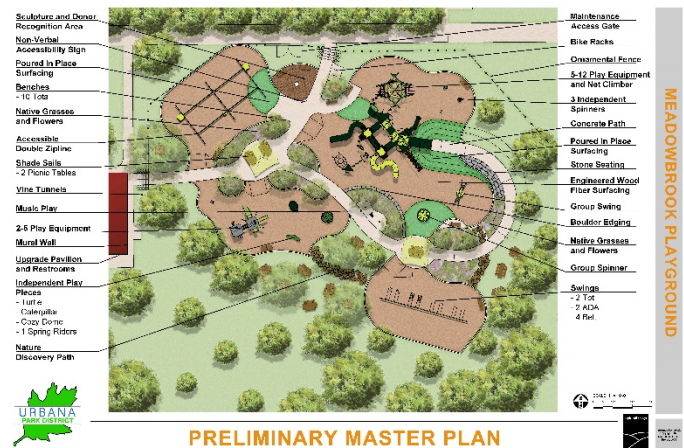 Sculpture and Donor
Recognition Area
Non-Verbal
Accessibility Sign
Poured In Place
Surfacing
Benches
- 10 Total
Native Grasses
and Flowers
Accessible
Double Zipline
Shade Sails
- 2 Picnic Tables
Vine Tunnels
Music Play
2-5 Play Equipment
Mural Wall
Upgrade Pavilion
and Restrooms
Independent Play
Pieces
- Turtle
Caterpillar
- Cozy Dome
- 1 Spring Riders
Nature
Discovery Path
Maintenance
Access Gate
Bike Racks
Ornamental Fence
5-12 Play Equipment
and Net Climber
3 Independent
Spinners
Concrete Path
Poured In Place
Surfacing
Stone Seating
Engineered Wood
Fiber Surfacing
Group Swing
Boulder Edging
Native Grasses
and Flowers
Group Spinner
Swings
- 2 Tot
- 2 ADA
4 Belt
MEADOWBROOK PLAYGROUND
URBANA
PARK DISTRICT
PRELIMINARY MASTER PLAN